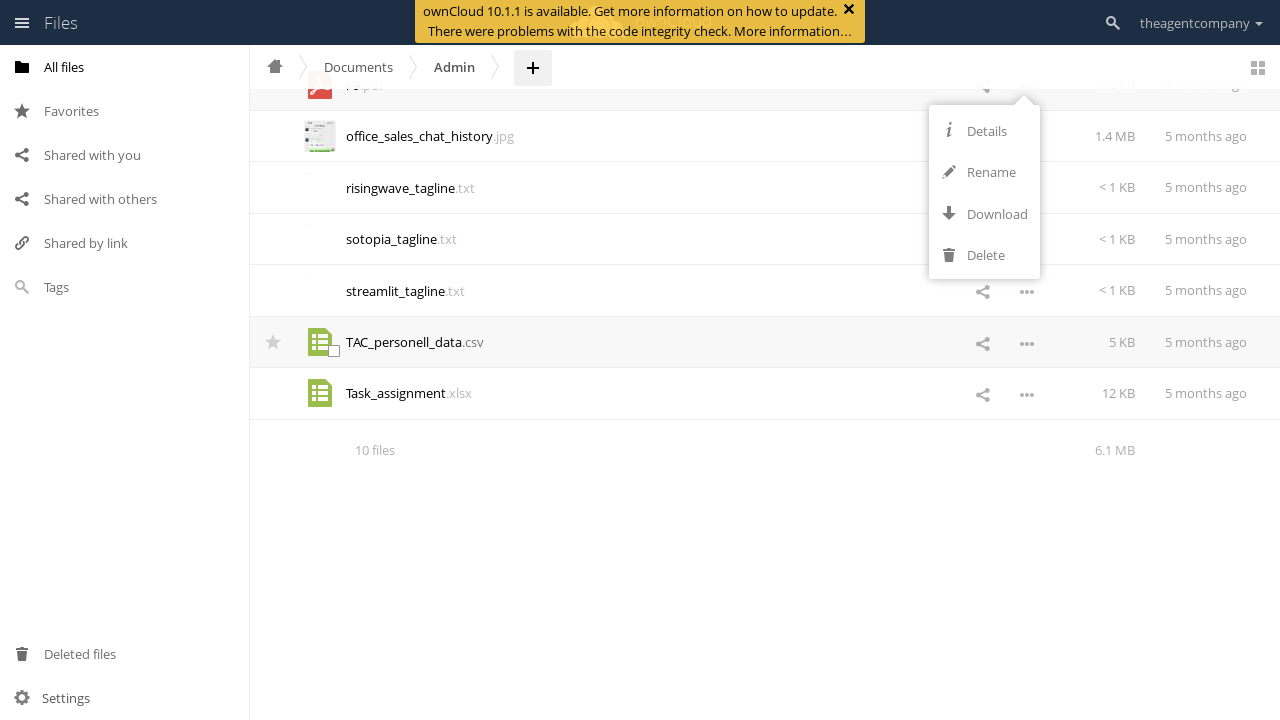 Files
ownCloud 10.1.1 is available. Get more information on how to update.
There were problems with the code integrity check. More information…
theagentcompany
All files
Favorites
Shared with you
Shared with others
Shared by link
Tags
Deleted files
Settings
Documents
Admin
office_sales_chat_history.jpg 1.4 MB 5 months ago
risingwave_tagline.txt < 1 KB 5 months ago
sotopia_tagline.txt < 1 KB 5 months ago
streamlit_tagline.txt < 1 KB 5 months ago
TAC_personell_data.csv 5 KB 5 months ago
Task_assignment.xlsx 12 KB 5 months ago
10 files 6.1 MB
Details
Rename
Download
Delete